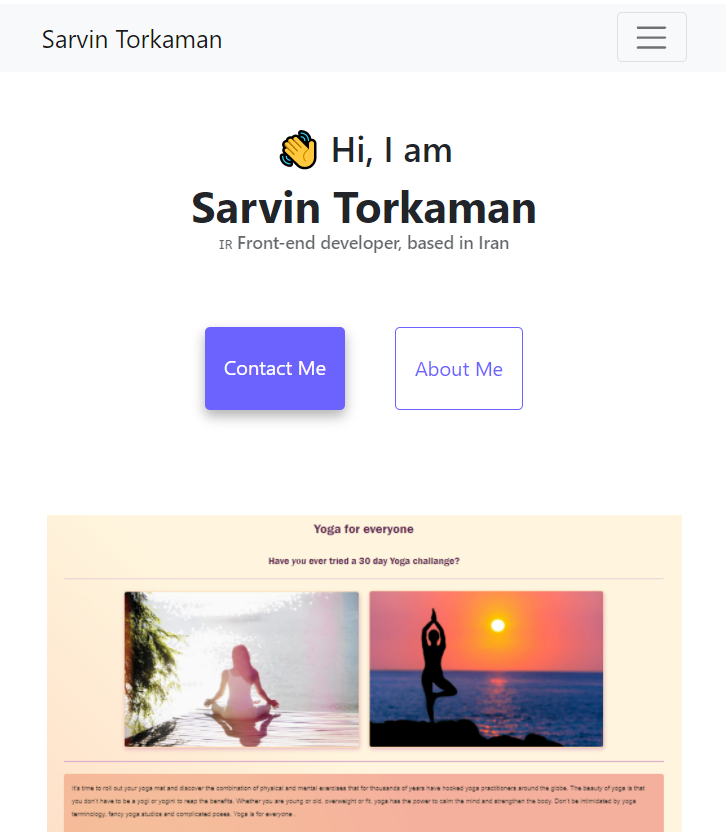 Sarvin Torkaman
👋 Hi, I am
Sarvin Torkaman
IR Front-end developer, based in Iran
Contact Me
About Me
Yoga for everyone
Have you ever tried a 30 day Yoga challange?
It's time to roll out your yoga mat and discover the combination of physical and mental exercises that for thousands of years have hooked yoga practitioners around the globe. The beauty of yoga is that
you don't have to be a yogi or yogini to reap the benefits. Whether you are young or old, overweight or fit, yoga has the power to calm the mind and strengthen the body. Don't be intimidated by yoga
terminology, fancy yoga studios and complicated poses. Yoga is for everyone .